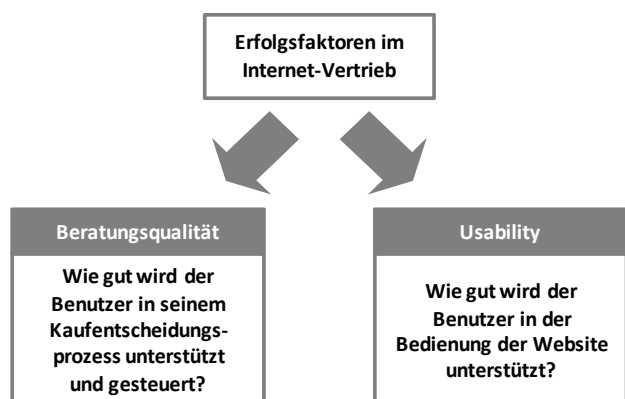 Erfolgsfaktoren im
Internet-Vertrieb
Beratungsqualität
Wie gut wird der
Benutzer in seinem
Kaufentscheidungs-
prozess unterstützt
und gesteuert?
Usability
Wie gut wird der
Benutzer in der
Bedienung der Website
unterstützt?